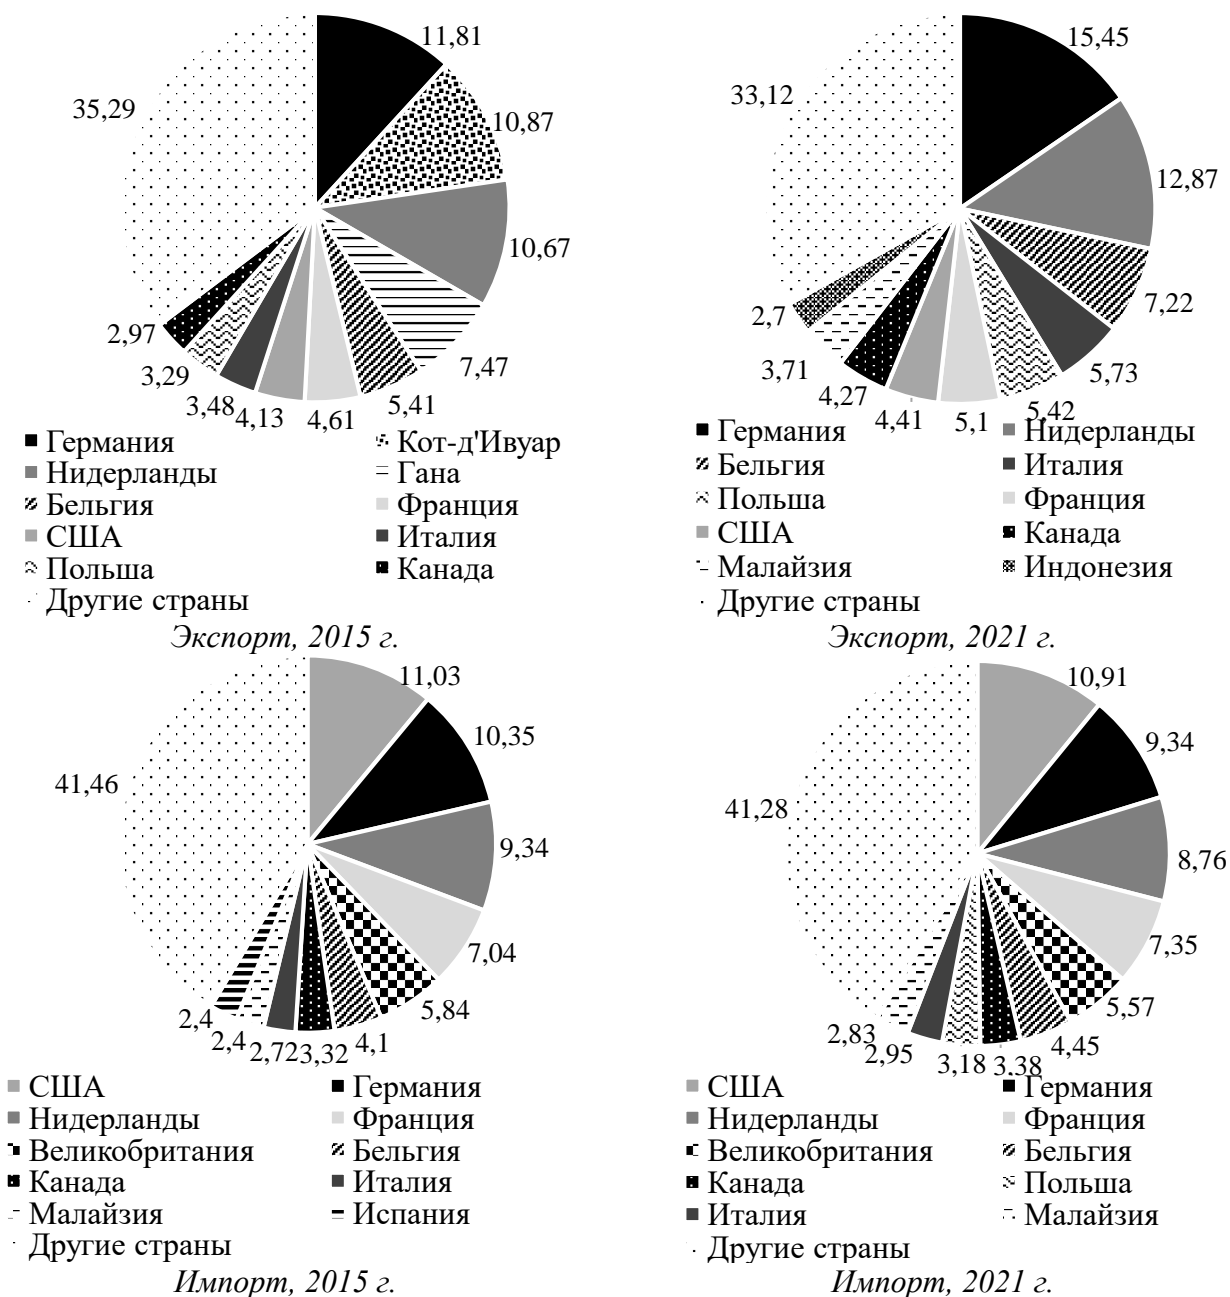 11,81
10,87
10,67
7,47
5,41
4,61
4,13
3,48
3,29
2,97
35,29
Германия Кот-д'Ивуар
Нидерланды Гана
Бельгия Франция
США Италия
Польша Канада
Другие страны
Экспорт, 2015 г.
15,45
12,87
7,22
5,73
5,42
5,1
4,41
4,27
3,71
2,7
33,12
Германия Нидерланды
Бельгия Италия
Польша Франция
США Канада
Малайзия Индонезия
Другие страны
Экспорт, 2021 г.
11,03
10,35
9,34
7,04
5,84
4,1
3,32
2,72
2,4
2,4
41,46
США Германия
Нидерланды Франция
Великобритания Бельгия
Канада Италия
Малайзия Испания
Другие страны
Импорт, 2015 г.
10,91
9,34
8,76
7,35
5,57
4,45
3,38
3,18
2,95
2,83
41,28
США Германия
Нидерланды Франция
Великобритания Бельгия
Канада Польша
Италия Малайзия
Другие страны
Импорт, 2021 г.